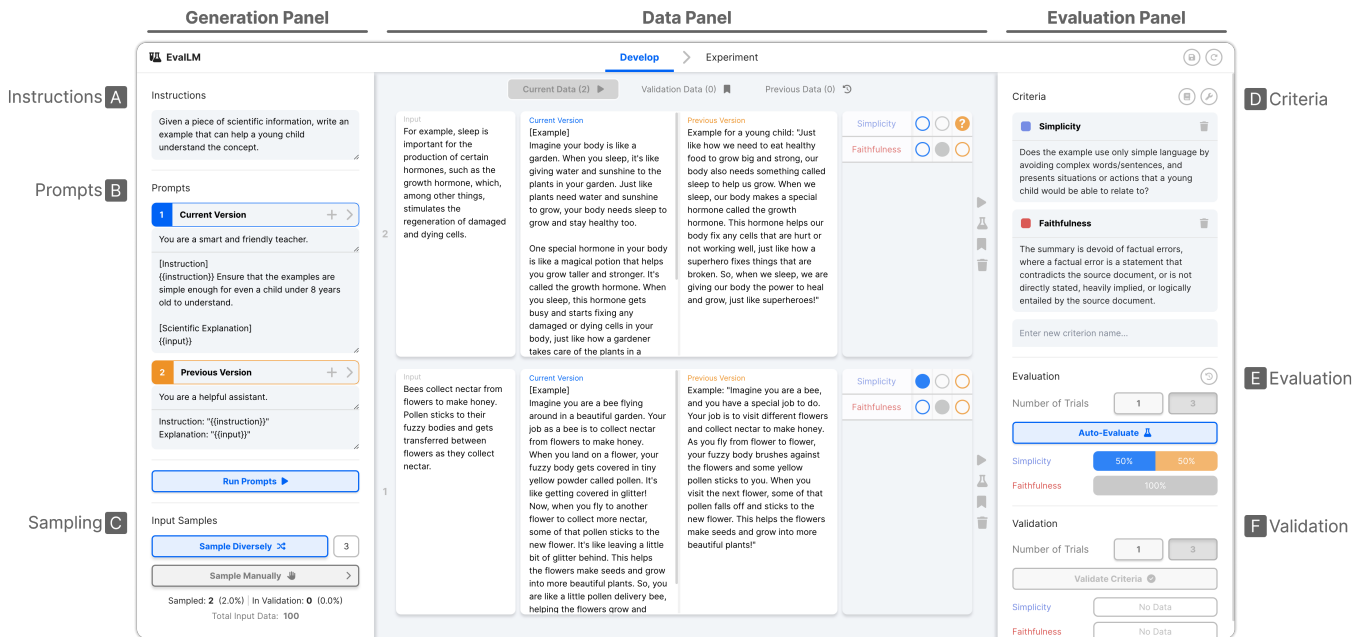 Generation Panel
Data Panel
Evaluation Panel
EvalLM
Develop
Experiment
Instructions A
Instructions
Given a piece of scientific information, write an
example that can help a young child
understand the concept.
Prompts B
Prompts
1
Current Version
You are a smart and friendly teacher.
[Instruction]
{{instruction}} Ensure that the examples are
simple enough for even a child under 8 years
old to understand.
[Scientific Explanation]
{{input}}
2
Previous Version
You are a helpful assistant.
Instruction: "{{instruction}}"
Explanation: "{{input}}"
Run Prompts
Sampling C
Input Samples
Sample Diversely
3
Sample Manually
Sampled: 2 (2.0%) | In Validation: 0 (0.0%)
Total Input Data: 100
Current Data (2)
Validation Data (0)
Previous Data (0)
2
Input
For example, sleep is
important for the
production of certain
hormones, such as the
growth hormone, which,
among other things,
stimulates the
regeneration of damaged
and dying cells.
Current Version
[Example]
Imagine your body is like a
garden. When you sleep, it's like
giving water and sunshine to the
plants in your garden. Just like
plants need water and sunshine
to grow, your body needs sleep to
grow and stay healthy too.
One special hormone in your body
is like a magical potion that helps
you grow taller and stronger. It's
called the growth hormone. When
you sleep, this hormone gets
busy and starts fixing any
damaged or dying cells in your
body, just like how a gardener
takes care of the plants in a
Previous Version
Example for a young child: "Just
like how we need to eat healthy
food to grow big and strong, our
body also needs something called
sleep to help us grow. When we
sleep, our body makes a special
hormone called the growth
hormone. This hormone helps our
body fix any cells that are hurt or
not working well, just like how a
superhero fixes things that are
broken. So, when we sleep, we are
giving our body the power to heal
and grow, just like superheroes!"
Simplicity
?
Faithfulness
1
Input
Bees collect nectar from
flowers to make honey.
Pollen sticks to their
fuzzy bodies and gets
transferred between
flowers as they collect
nectar.
Current Version
[Example]
Imagine you are a bee flying
around in a beautiful garden. Your
job as a bee is to collect nectar
from flowers to make honey.
When you land on a flower, your
fuzzy body gets covered in tiny
yellow powder called pollen. It's
like getting covered in glitter!
Now, when you fly to another
flower to collect more nectar,
some of that pollen sticks to the
new flower. It's like leaving a little
bit of glitter behind. This helps
the flowers make seeds and grow
into more beautiful plants. So, you
are like a little pollen delivery bee,
helping the flowers grow and
Previous Version
Example: "Imagine you are a bee,
and you have a special job to do.
Your job is to visit different flowers
and collect nectar to make honey.
As you fly from flower to flower,
your fuzzy body brushes against
the flowers and some yellow
pollen sticks to you. When you
visit the next flower, some of that
pollen falls off and sticks to the
new flower. This helps the flowers
make seeds and grow into more
beautiful plants!"
Simplicity
Faithfulness
D Criteria
Criteria
Simplicity
Does the example use only simple language by
avoiding complex words/sentences, and
presents situations or actions that a young
child would be able to relate to?
Faithfulness
The summary is devoid of factual errors,
where a factual error is a statement that
contradicts the source document, or is not
directly stated, heavily implied, or logically
entailed by the source document.
Enter new criterion name...
E Evaluation
Evaluation
Number of Trials
1
3
Auto-Evaluate
Simplicity
50%
50%
Faithfulness
100%
F Validation
Validation
Number of Trials
1
3
Validate Criteria
Simplicity
No Data
Faithfulness
No Data